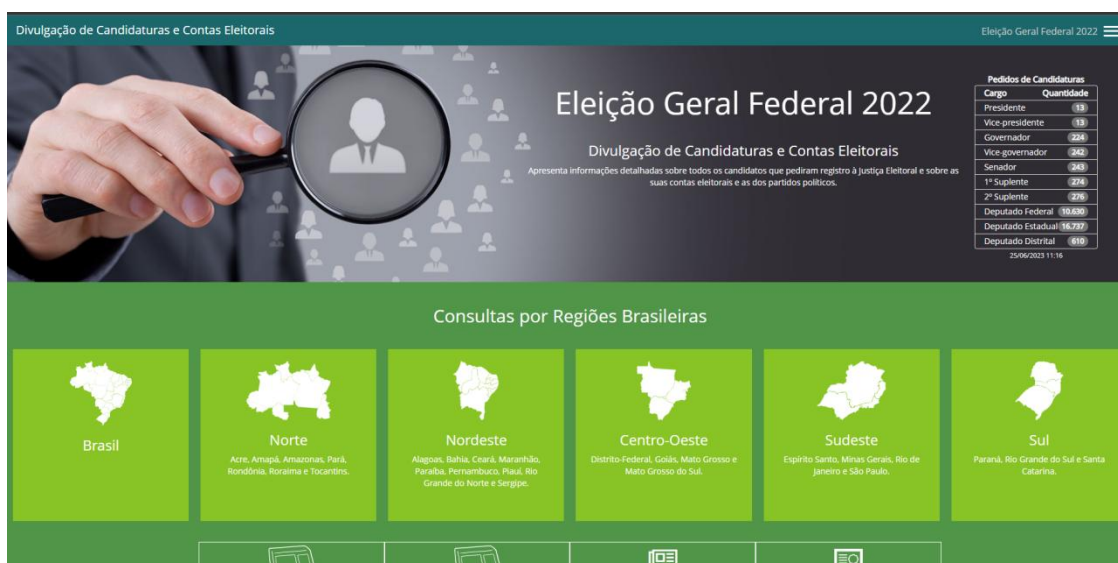 Divulgação de Candidaturas e Contas Eleitorais
Eleição Geral Federal 2022
Eleição Geral Federal 2022
Divulgação de Candidaturas e Contas Eleitorais
Apresenta informações detalhadas sobre todos os candidatos que pediram registro à Justiça Eleitoral e sobre as
suas contas eleitorais e as dos partidos políticos.
Pedidos de Candidaturas
Cargo Quantidade
Presidente 13
Vice-presidente 13
Governador 224
Vice-governador 242
Senador 243
1º Suplente 274
2º Suplente 276
Deputado Federal 10.630
Deputado Estadual 16.737
Deputado Distrital 610
25/06/2023 11:16
Consultas por Regiões Brasileiras
Brasil
Norte
Acre, Amapá, Amazonas, Pará,
Rondônia, Roraima e Tocantins.
Nordeste
Alagoas, Bahia, Ceará, Maranhão,
Paraíba, Pernambuco, Piauí, Rio
Grande do Norte e Sergipe.
Centro-Oeste
Distrito-Federal, Goiás, Mato Grosso e
Mato Grosso do Sul.
Sudeste
Espírito Santo, Minas Gerais, Rio de
Janeiro e São Paulo.
Sul
Paraná, Rio Grande do Sul e Santa
Catarina.